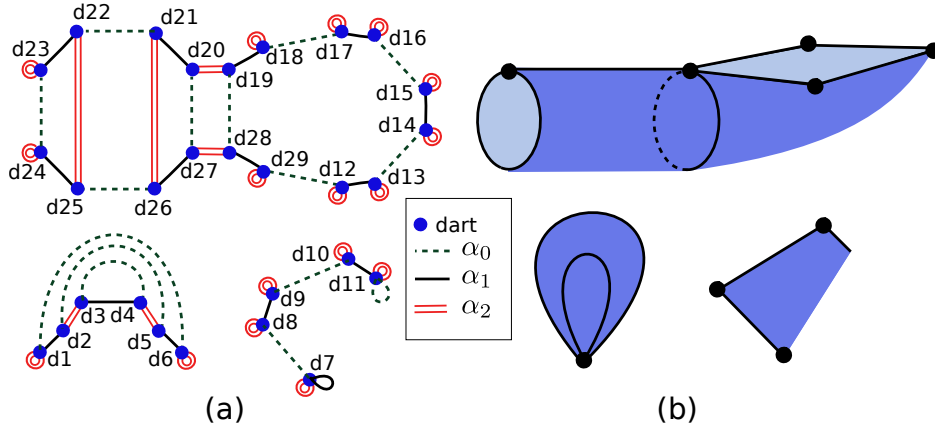 d22
d21
d23
d20
d18
d17
d16
d19
d15
d14
d24
d28
d27
d29
d12
d13
d25
d26
dart
α₀
α₁
α₂
d10
d11
d9
d8
d7
d3
d4
d2
d5
d1
d6
(a)
(b)